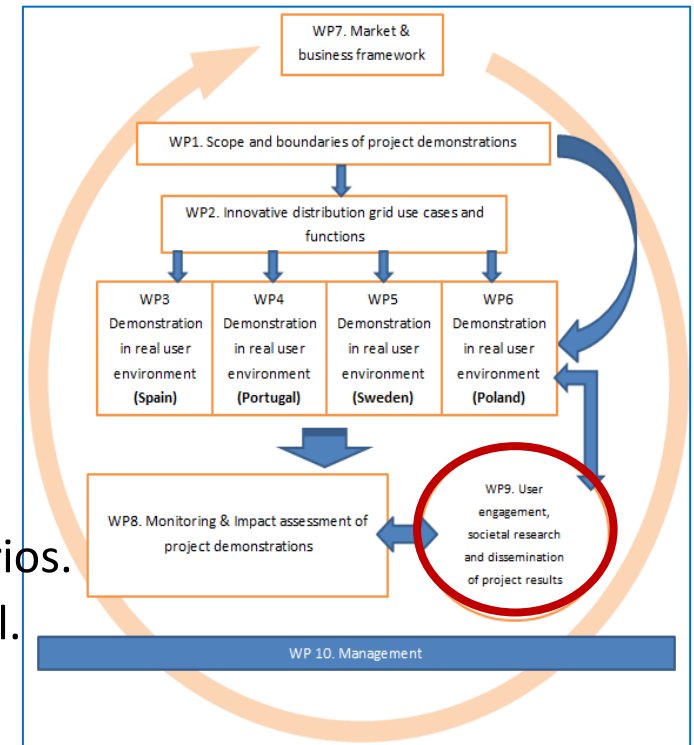 WP7. Market &
business framework
WP1. Scope and boundaries of project demonstrations
WP2. Innovative distribution grid use cases and
functions
WP3
Demonstration
in real user
environment
(Spain)
WP4
Demonstration
in real user
environment
(Portugal)
WP5
Demonstration
in real user
environment
(Sweden)
WP6
Demonstration
in real user
environment
(Poland)
WP8. Monitoring & Impact assessment of
project demonstrations
WP9. User
engagement,
societal research
and dissemination
of project results
ios.
l.
WP 10. Management